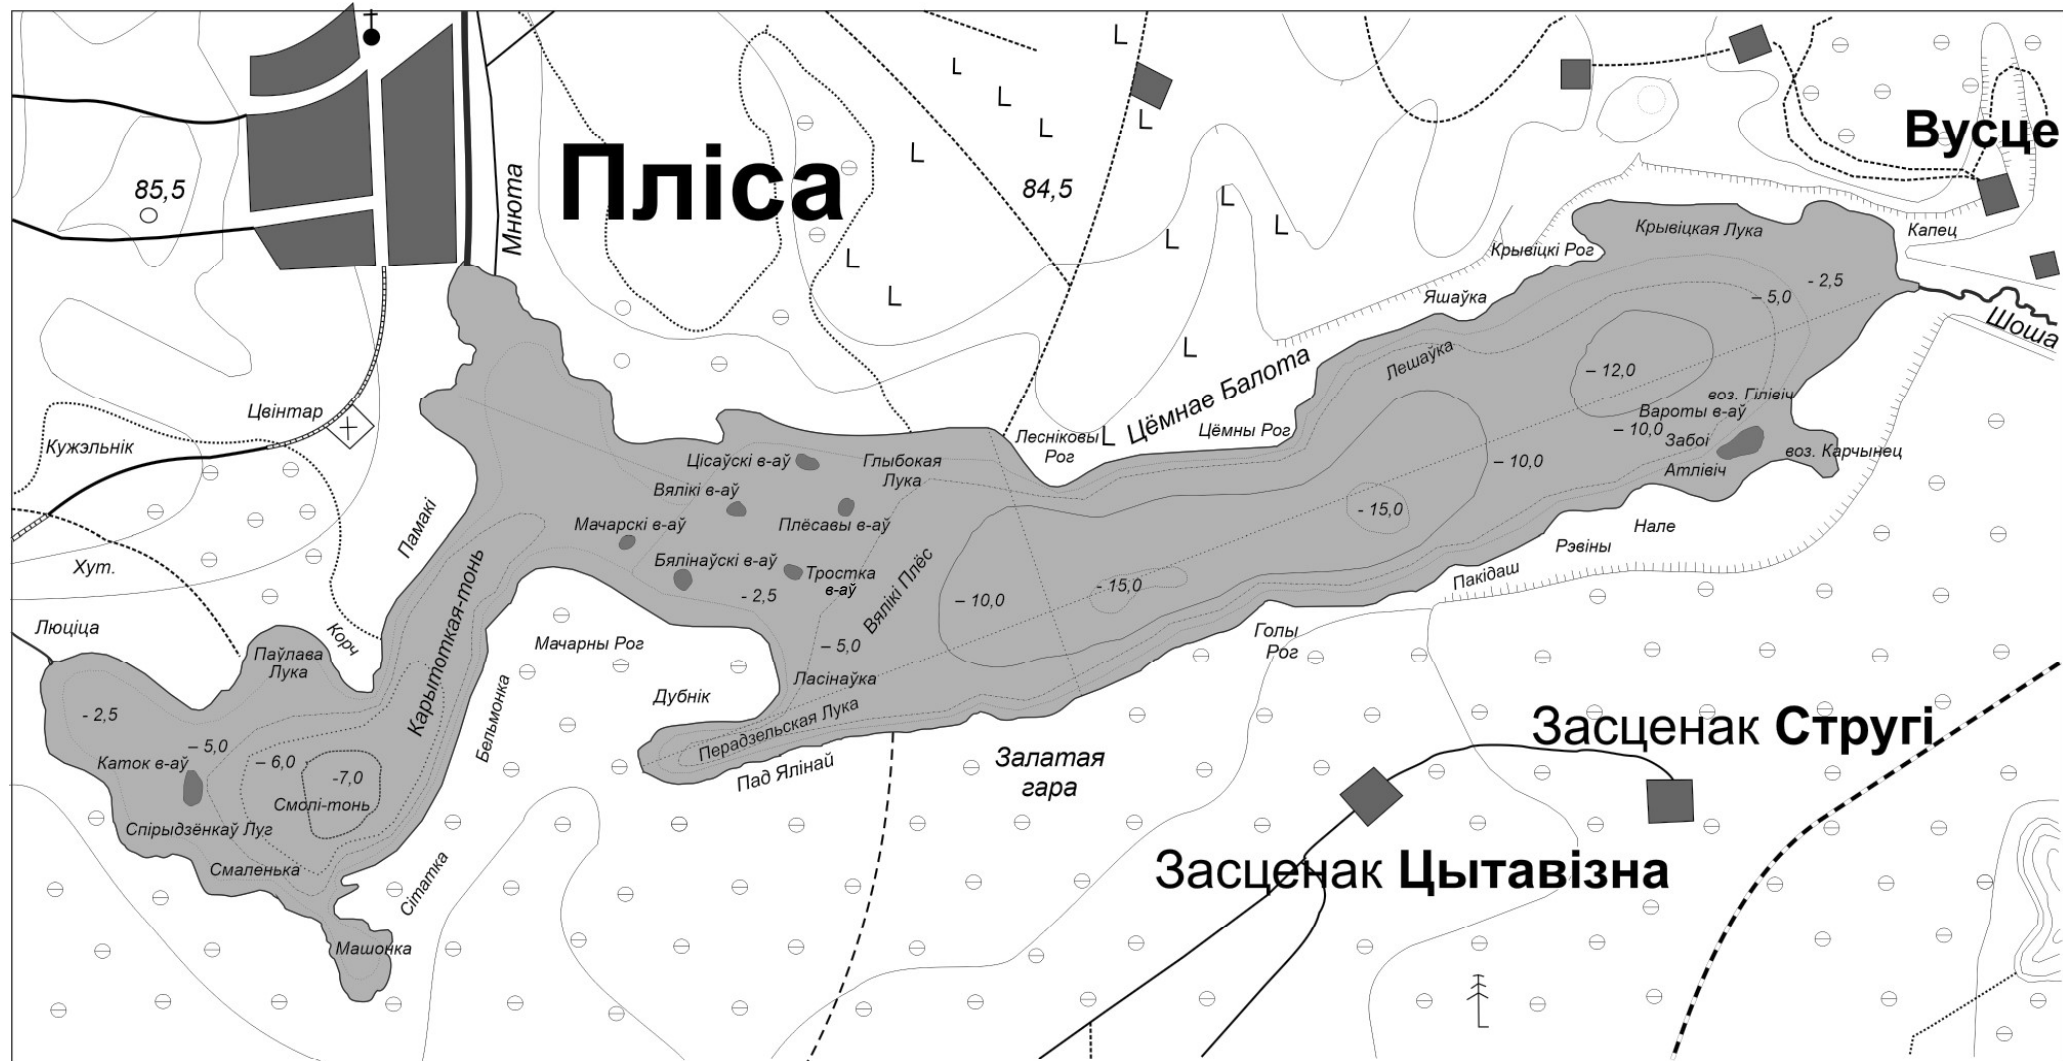 Пліса
Вусце
85,5
Мнюта
84,5
Крывіцкая Лука
Капец
Крывіцкі Рог
Яшаўка
– 5,0
- 2,5
Шоша
Лешаўка
– 12,0
Цёмнае Балота
воз. Гілівіч
Вароты в-аў
– 10,0
Забоі
Атлівіч
воз. Карчынец
Цвінтар
Кужэльнік
Леснiковы
Рог
Цёмны Рог
Цісаўскі в-аў
Глыбокая
Лука
– 10,0
Вялікі в-аў
- 15,0
Мачарскі в-аў
Плёсавы в-аў
Памакі
Нале
Рэвіны
Бялінаўскі в-аў
Тростка
в-аў
Хут.
Карытоткая-тонь
- 2,5
Вялікі Плёс
– 10,0
- 15,0
Пакідаш
Люціца
Корч
Паўлава
Лука
Мачарны Рог
– 5,0
Голы
Рог
Дубнік
Ласінаўка
Бельмонка
- 2,5
– 5,0
Перадзельская Лука
Засценак Стругі
Каток в-аў
– 6,0
-7,0
Смолі-тонь
Пад Ялінай
Залатая
гара
Спірыдзёнкаў Луг
Смаленька
Сітатка
Засценак Цытавізна
Машонка